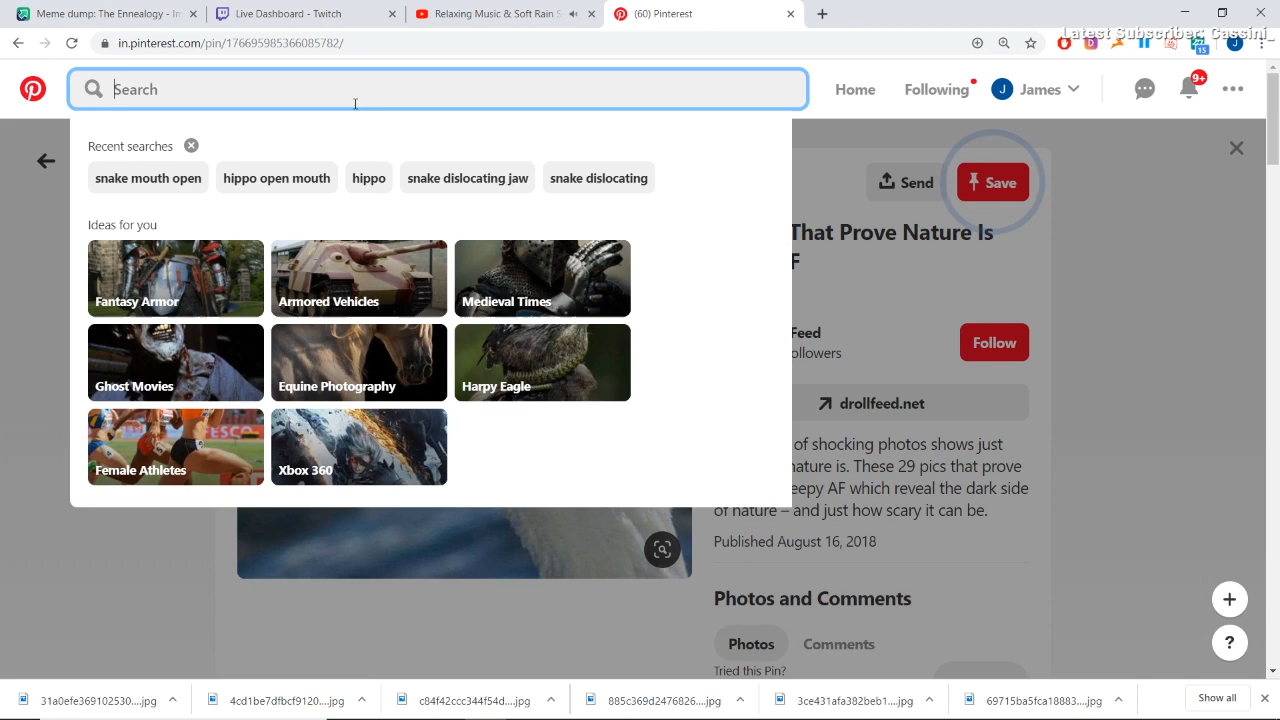 Meme dump: The Ennealogy - In
Live Dashboard - Twitch
Relaxing Music & Soft Rain S
(60) Pinterest
in.pinterest.com/pin/176695985366085782/
Latest Subscriber: Cassini_
15
J
Search
Home
Following
J
James
9+
Recent searches
snake mouth open
hippo open mouth
hippo
snake dislocating jaw
snake dislocating
Ideas for you
Fantasy Armor
Armored Vehicles
Medieval Times
Ghost Movies
Equine Photography
Harpy Eagle
Female Athletes
Xbox 360
Send
Save
That Prove Nature Is
F
Feed
ollowers
Follow
drollfeed.net
of shocking photos shows just
nature is. These 29 pics that prove
eepy AF which reveal the dark side
of nature – and just how scary it can be.
Published August 16, 2018
Photos and Comments
Photos
Comments
Tried this Pin?
+
?
31a0efe369102530....jpg
4cd1be7dfbcf9120....jpg
c84f42ccc344f54d....jpg
885c369d2476826....jpg
3ce431afa382beb1....jpg
69715ba5fca18883....jpg
Show all